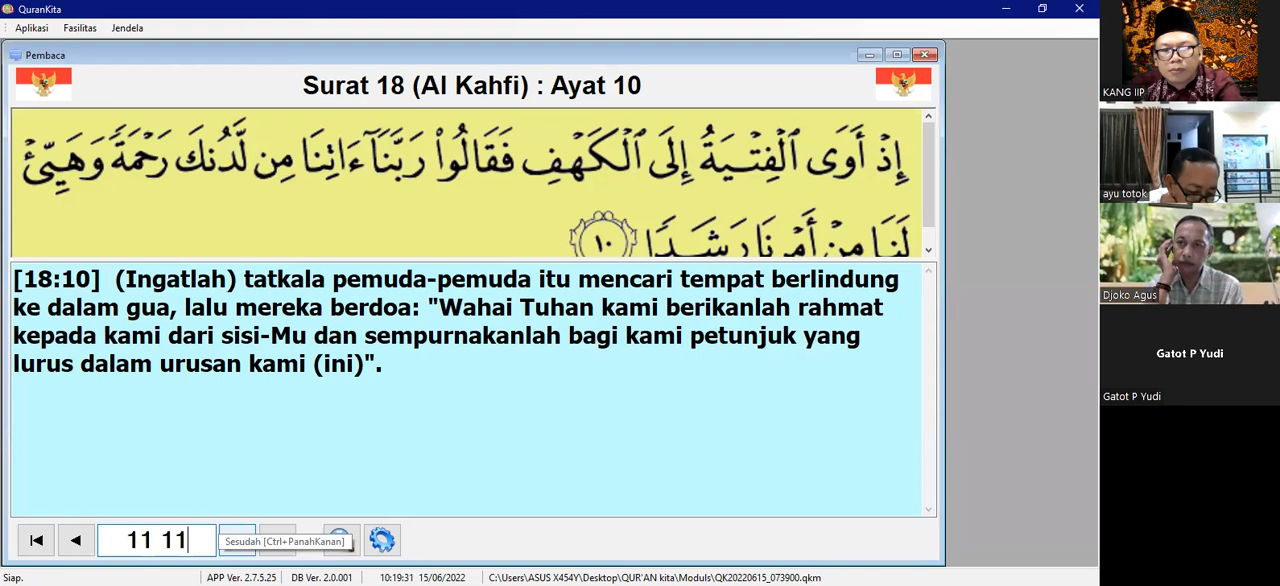 QuranKita
Aplikasi Fasilitas Jendela
Pembaca
Surat 18 (Al Kahfi) : Ayat 10
إِذْ أَوَى ٱلْفِتْيَةُ إِلَى ٱلْكَهْفِ فَقَالُوا۟ رَبَّنَآ ءَاتِنَا مِن لَّدُنكَ رَحْمَةً وَهَيِّئْ
لَنَا مِنْ أَمْرِنَا رَشَدًا ١٠
[18:10] (Ingatlah) tatkala pemuda-pemuda itu mencari tempat berlindung
ke dalam gua, lalu mereka berdoa: "Wahai Tuhan kami berikanlah rahmat
kepada kami dari sisi-Mu dan sempurnakanlah bagi kami petunjuk yang
lurus dalam urusan kami (ini)".
11 11
Sesudah [Ctrl+PanahKanan]
Siap. APP Ver. 2.7.5.25 DB Ver. 2.0.001 10:19:31 15/06/2022 C:\Users\ASUS X454Y\Desktop\QUR'AN kita\Moduls\QK20220615_073900.qkm
KANG IIP
ayu totok
Djoko Agus
Gatot P Yudi
Gatot P Yudi